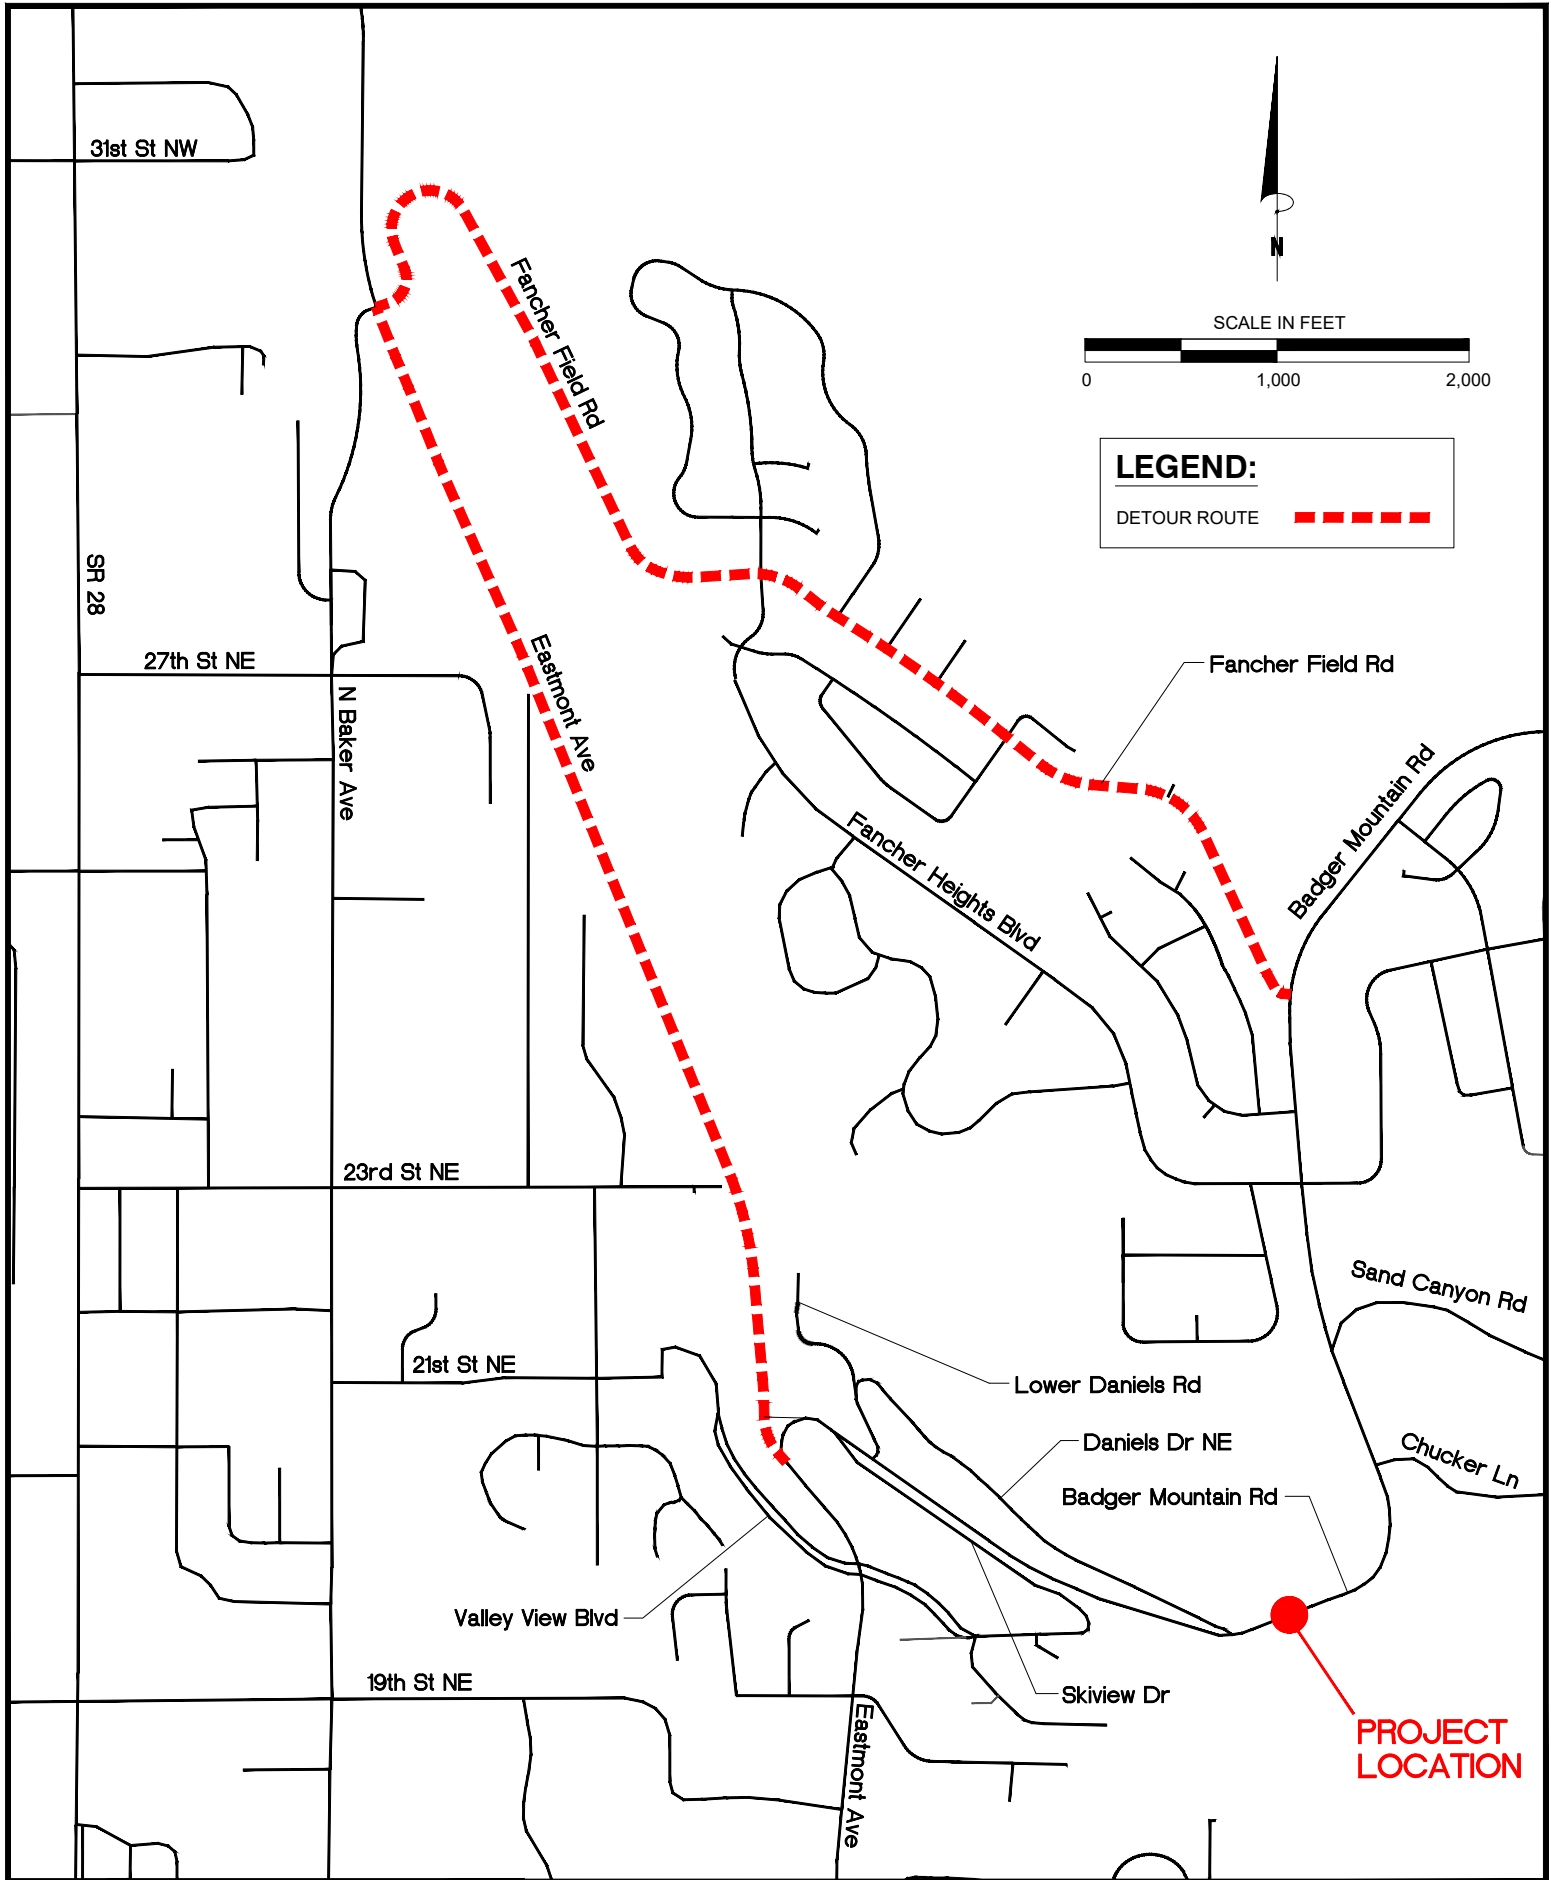 31st St NW
N
SCALE IN FEET
0 1,000 2,000
Fancher Field Rd
LEGEND:
DETOUR ROUTE
SR 28
27th St NE
Eastmont Ave
Fancher Field Rd
N Baker Ave
Badger Mountain Rd
Fancher Heights Blvd
23rd St NE
Sand Canyon Rd
21st St NE
Lower Daniels Rd
Daniels Dr NE
Chucker Ln
Badger Mountain Rd
Valley View Blvd
19th St NE
Skiview Dr
Eastmont Ave
PROJECT
LOCATION